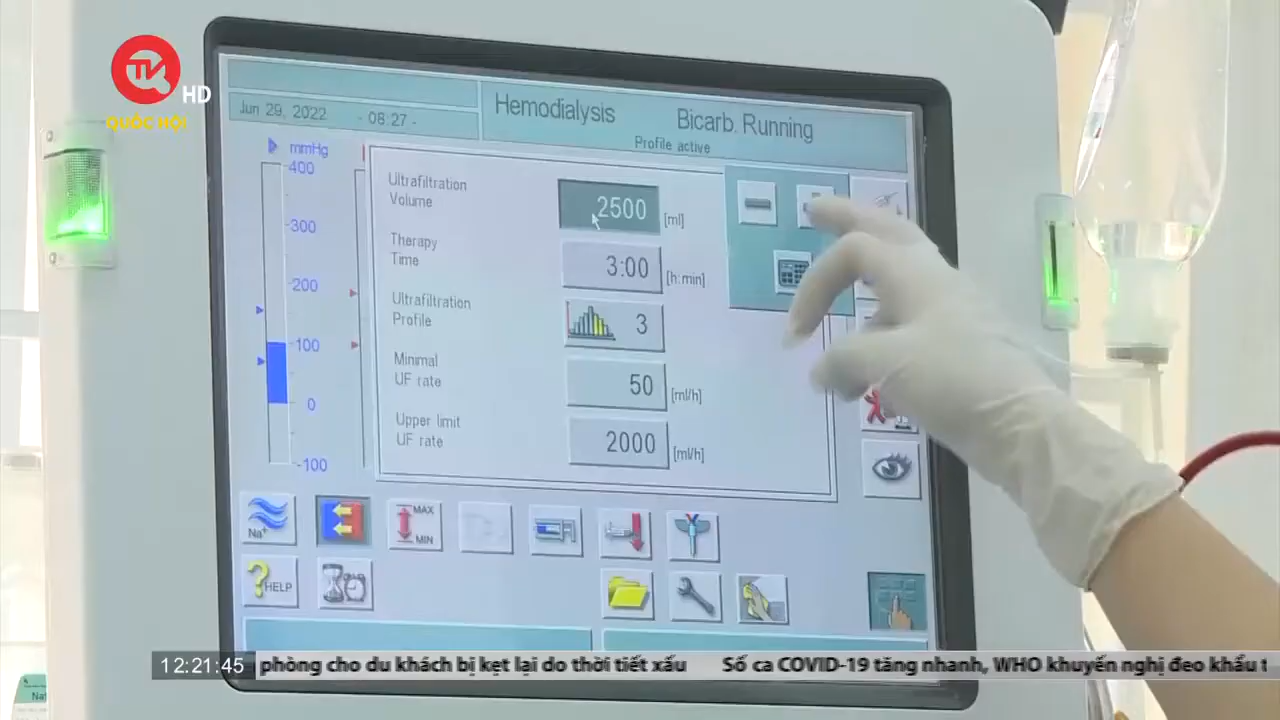 TV
HD
QUỐC HỘI
Jun 29, 2022 - 08:27 -
Hemodialysis Bicarb. Running
Profile active
mmHg
400
300
200
100
0
-100
Ultrafiltration
Volume
2500 [ml]
Therapy
Time
3:00 [h:min]
Ultrafiltration
Profile
3
Minimal
UF rate
50 [ml/h]
Upper limit
UF rate
2000 [ml/h]
Na+
MAX
MIN
HELP
12:21:45 phòng cho du khách bị kẹt lại do thời tiết xấu Số ca COVID-19 tăng nhanh, WHO khuyến nghị đeo khẩu t